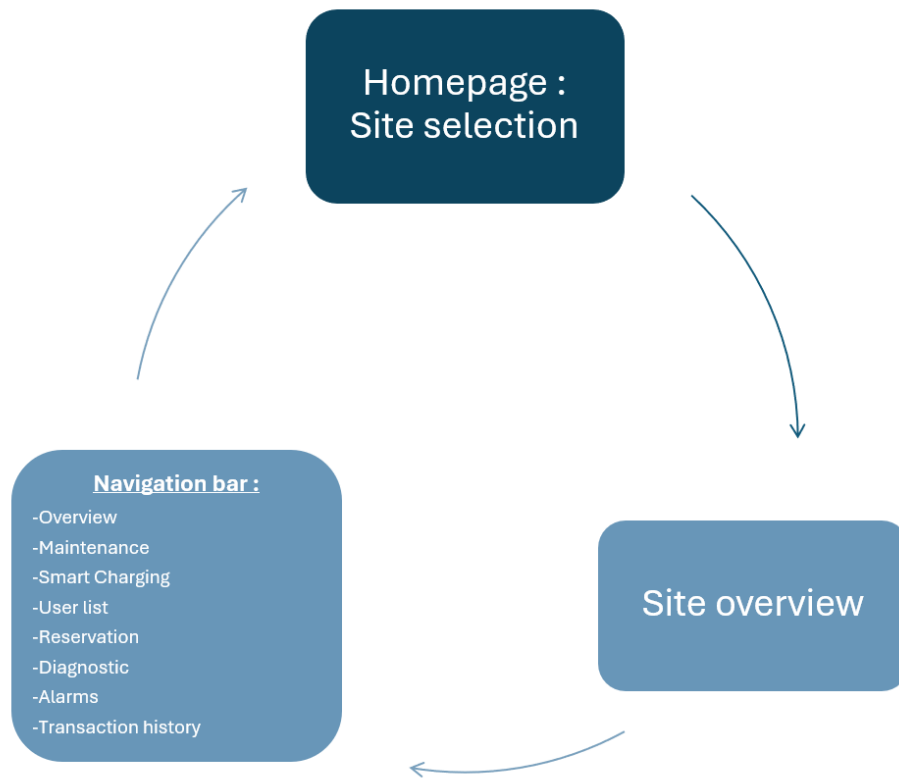 Homepage :
Site selection
Navigation bar :
-Overview
-Maintenance
-Smart Charging
-User list
-Reservation
-Diagnostic
-Alarms
-Transaction history
Site overview